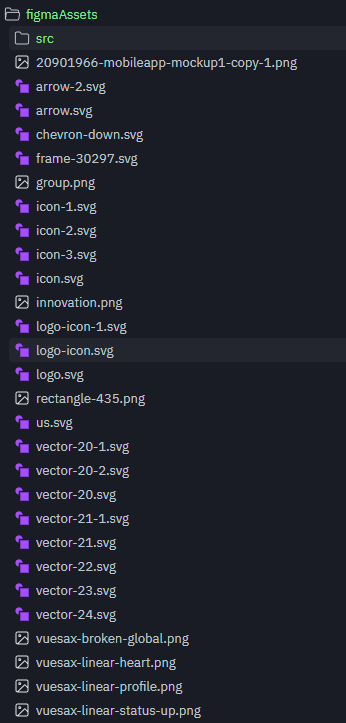 figmaAssets
src
20901966-mobileapp-mockup1-copy-1.png
arrow-2.svg
arrow.svg
chevron-down.svg
frame-30297.svg
group.png
icon-1.svg
icon-2.svg
icon-3.svg
icon.svg
innovation.png
logo-icon-1.svg
logo-icon.svg
logo.svg
rectangle-435.png
us.svg
vector-20-1.svg
vector-20-2.svg
vector-20.svg
vector-21-1.svg
vector-21.svg
vector-22.svg
vector-23.svg
vector-24.svg
vuesax-broken-global.png
vuesax-linear-heart.png
vuesax-linear-profile.png
vuesax-linear-status-up.png